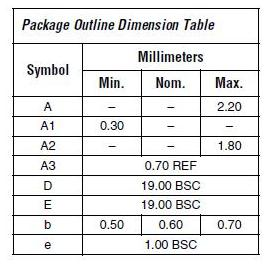 Package Outline Dimension Table
Symbol Millimeters
Min. Nom. Max.
A – – 2.20
A1 0.30 – –
A2 – – 1.80
A3 0.70 REF
D 19.00 BSC
E 19.00 BSC
b 0.50 0.60 0.70
e 1.00 BSC